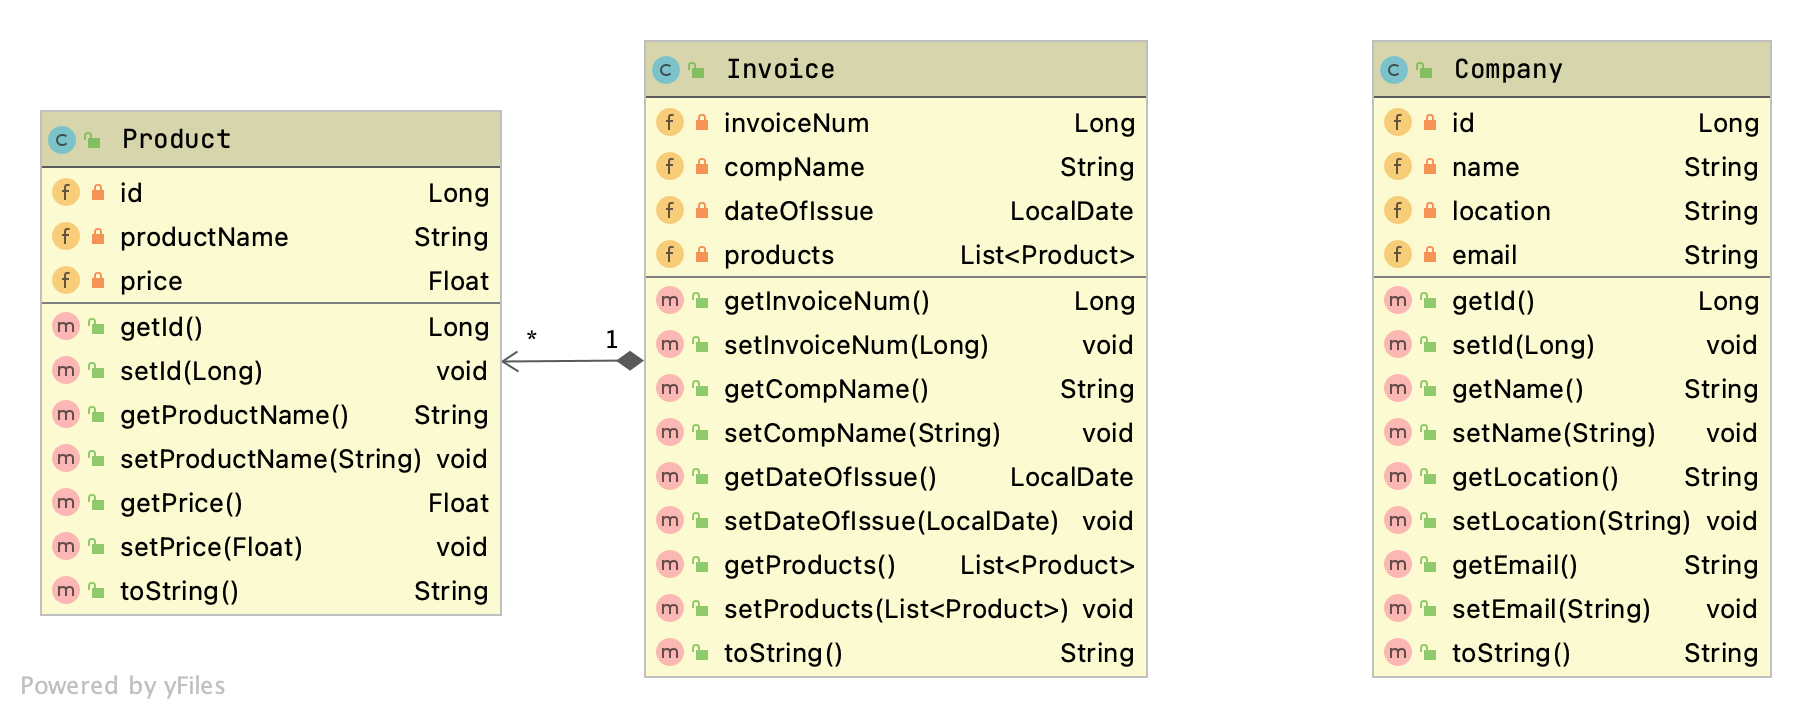 Product
id Long
productName String
price Float
getId() Long
setId(Long) void
getProductName() String
setProductName(String) void
getPrice() Float
setPrice(Float) void
toString() String
* 1
Invoice
invoiceNum Long
compName String
dateOfIssue LocalDate
products List<Product>
getInvoiceNum() Long
setInvoiceNum(Long) void
getCompName() String
setCompName(String) void
getDateOfIssue() LocalDate
setDateOfIssue(LocalDate) void
getProducts() List<Product>
setProducts(List<Product>) void
toString() String
Company
id Long
name String
location String
email String
getId() Long
setId(Long) void
getName() String
setName(String) void
getLocation() String
setLocation(String) void
getEmail() String
setEmail(String) void
toString() String
Powered by yFiles